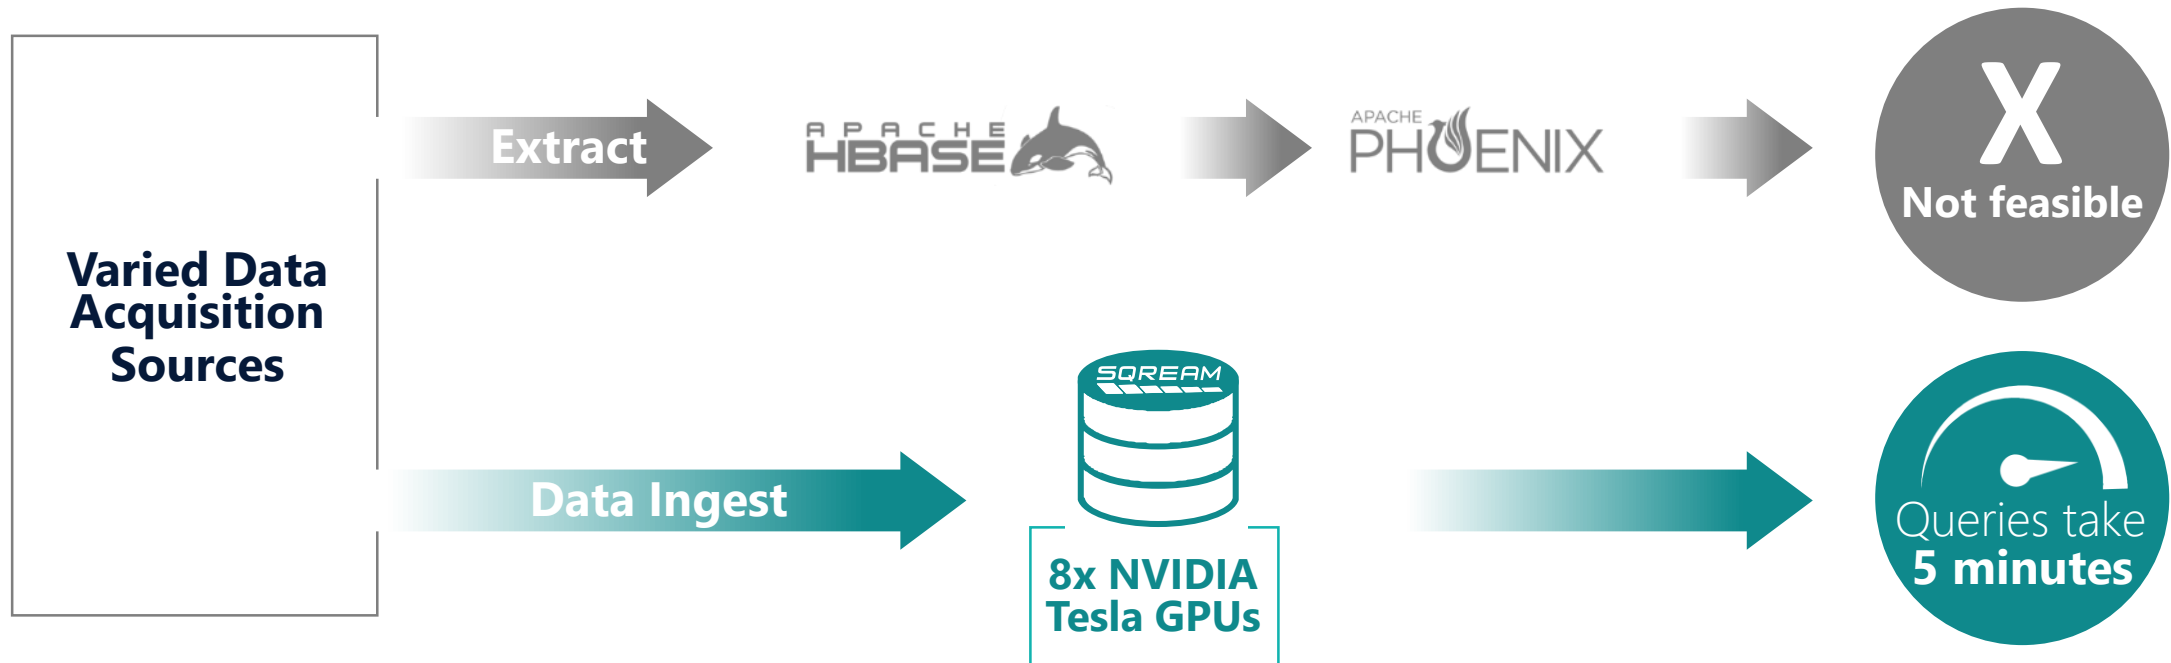 Varied Data
Acquisition
Sources
Extract
APACHE
HBASE
APACHE
PHOENIX
X
Not feasible
Data Ingest
SQREAM
8x NVIDIA
Tesla GPUs
Queries take
5 minutes